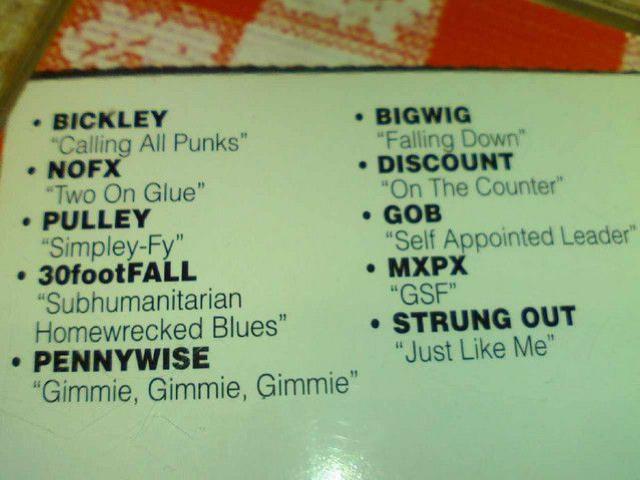 • BICKLEY
"Calling All Punks"
• NOFX
"Two On Glue"
• PULLEY
"Simpley-Fy"
• 30footFALL
"Subhumanitarian
Homewrecked Blues"
• PENNYWISE
"Gimmie, Gimmie, Gimmie"
• BIGWIG
"Falling Down"
• DISCOUNT
"On The Counter"
• GOB
"Self Appointed Leader"
• MXPX
"GSF"
• STRUNG OUT
"Just Like Me"